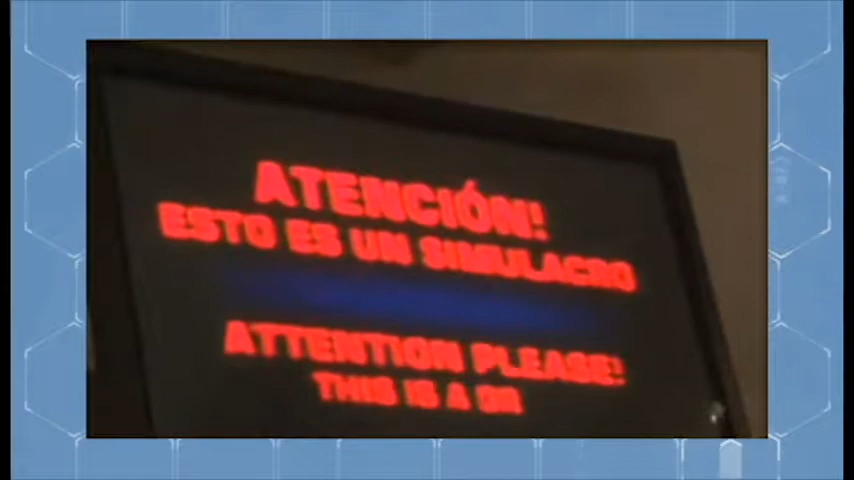 ATENCIÓN!
ESTO ES UN SIMULACRO
ATTENTION PLEASE!
THIS IS A DR